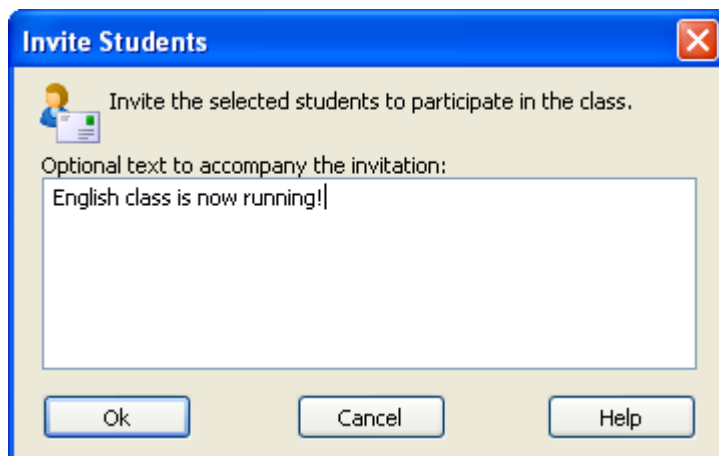 Invite Students
Invite the selected students to participate in the class.
Optional text to accompany the invitation:
English class is now running!
Ok
Cancel
Help